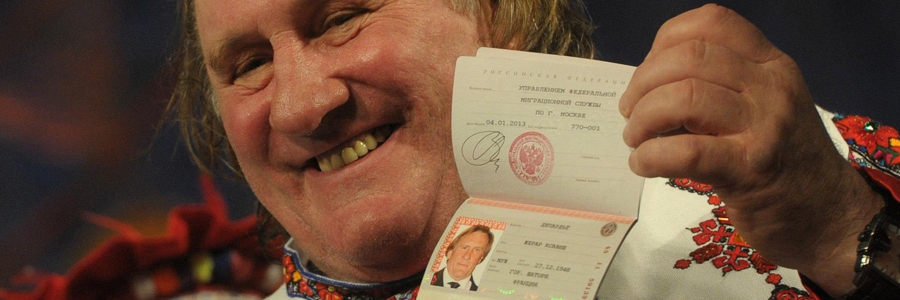 РОССИЙСКАЯ ФЕДЕРАЦИЯ
УПРАВЛЕНИЕМ ФЕДЕРАЛЬНОЙ
МИГРАЦИОННОЙ СЛУЖБЫ
ПО Г. МОСКВЕ
04.01.2013 770-001
ДЕПАРДЬЕ
ЖЕРАР КСАВЬЕ
МУЖ 27.12.1948
ГОР. ШАТОРУ
ФРАНЦИЯ